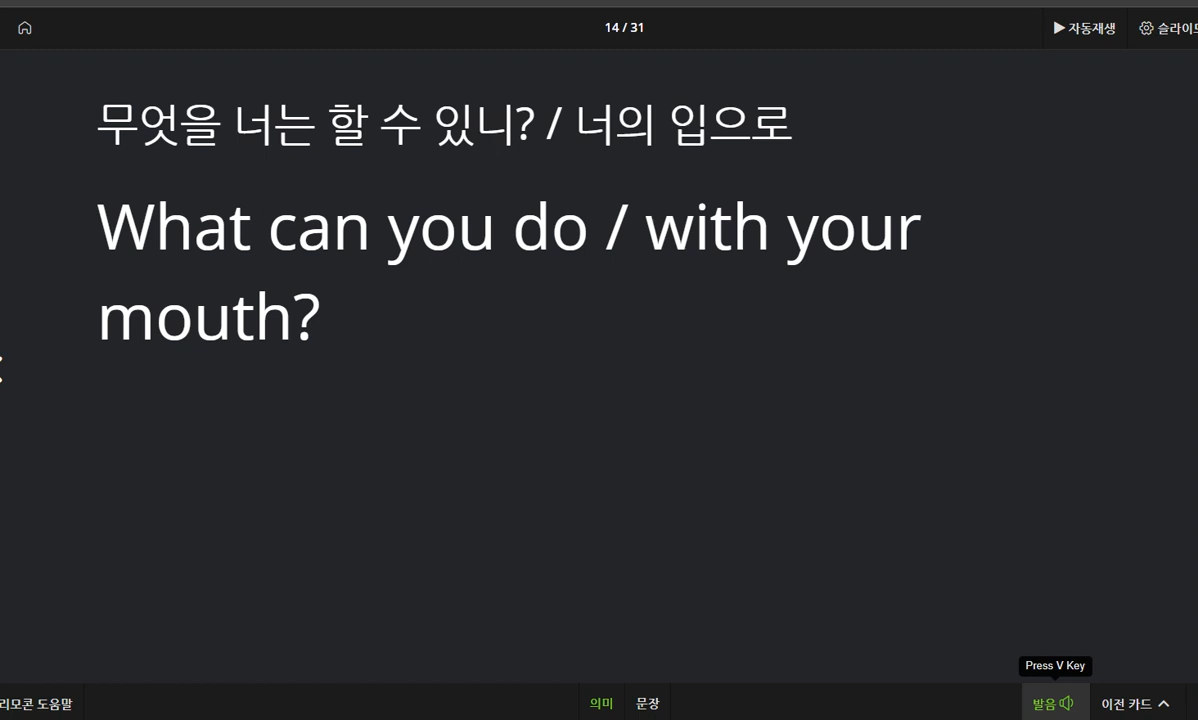 14 / 31
자동재생
슬라이드
무엇을 너는 할 수 있니? / 너의 입으로
What can you do / with your
mouth?
Press V Key
리모콘 도움말
의미
문장
발음
이전 카드